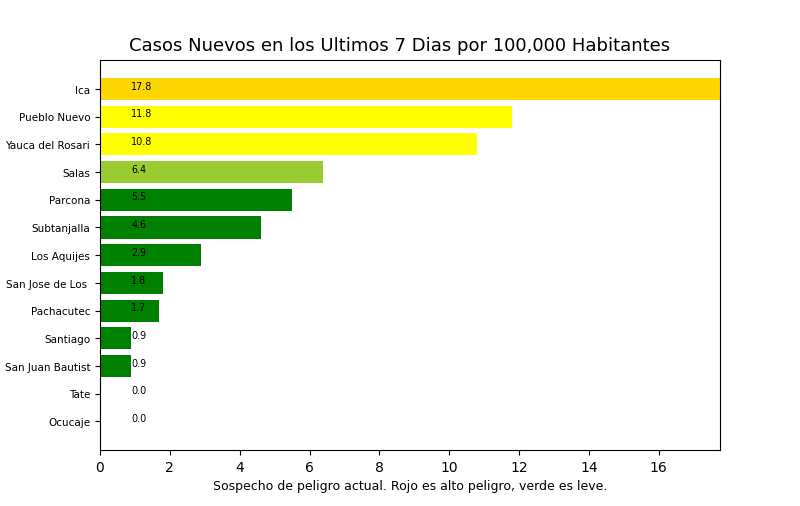 Casos Nuevos en los Ultimos 7 Dias por 100,000 Habitantes
Ica 17.8
Pueblo Nuevo 11.8
Yauca del Rosari 10.8
Salas 6.4
Parcona 5.5
Subtanjalla 4.6
Los Aquijes 2.9
San Jose de Los 1.8
Pachacutec 1.7
Santiago 0.9
San Juan Bautist 0.9
Tate 0.0
Ocucaje 0.0
0 2 4 6 8 10 12 14 16
Sospecho de peligro actual. Rojo es alto peligro, verde es leve.